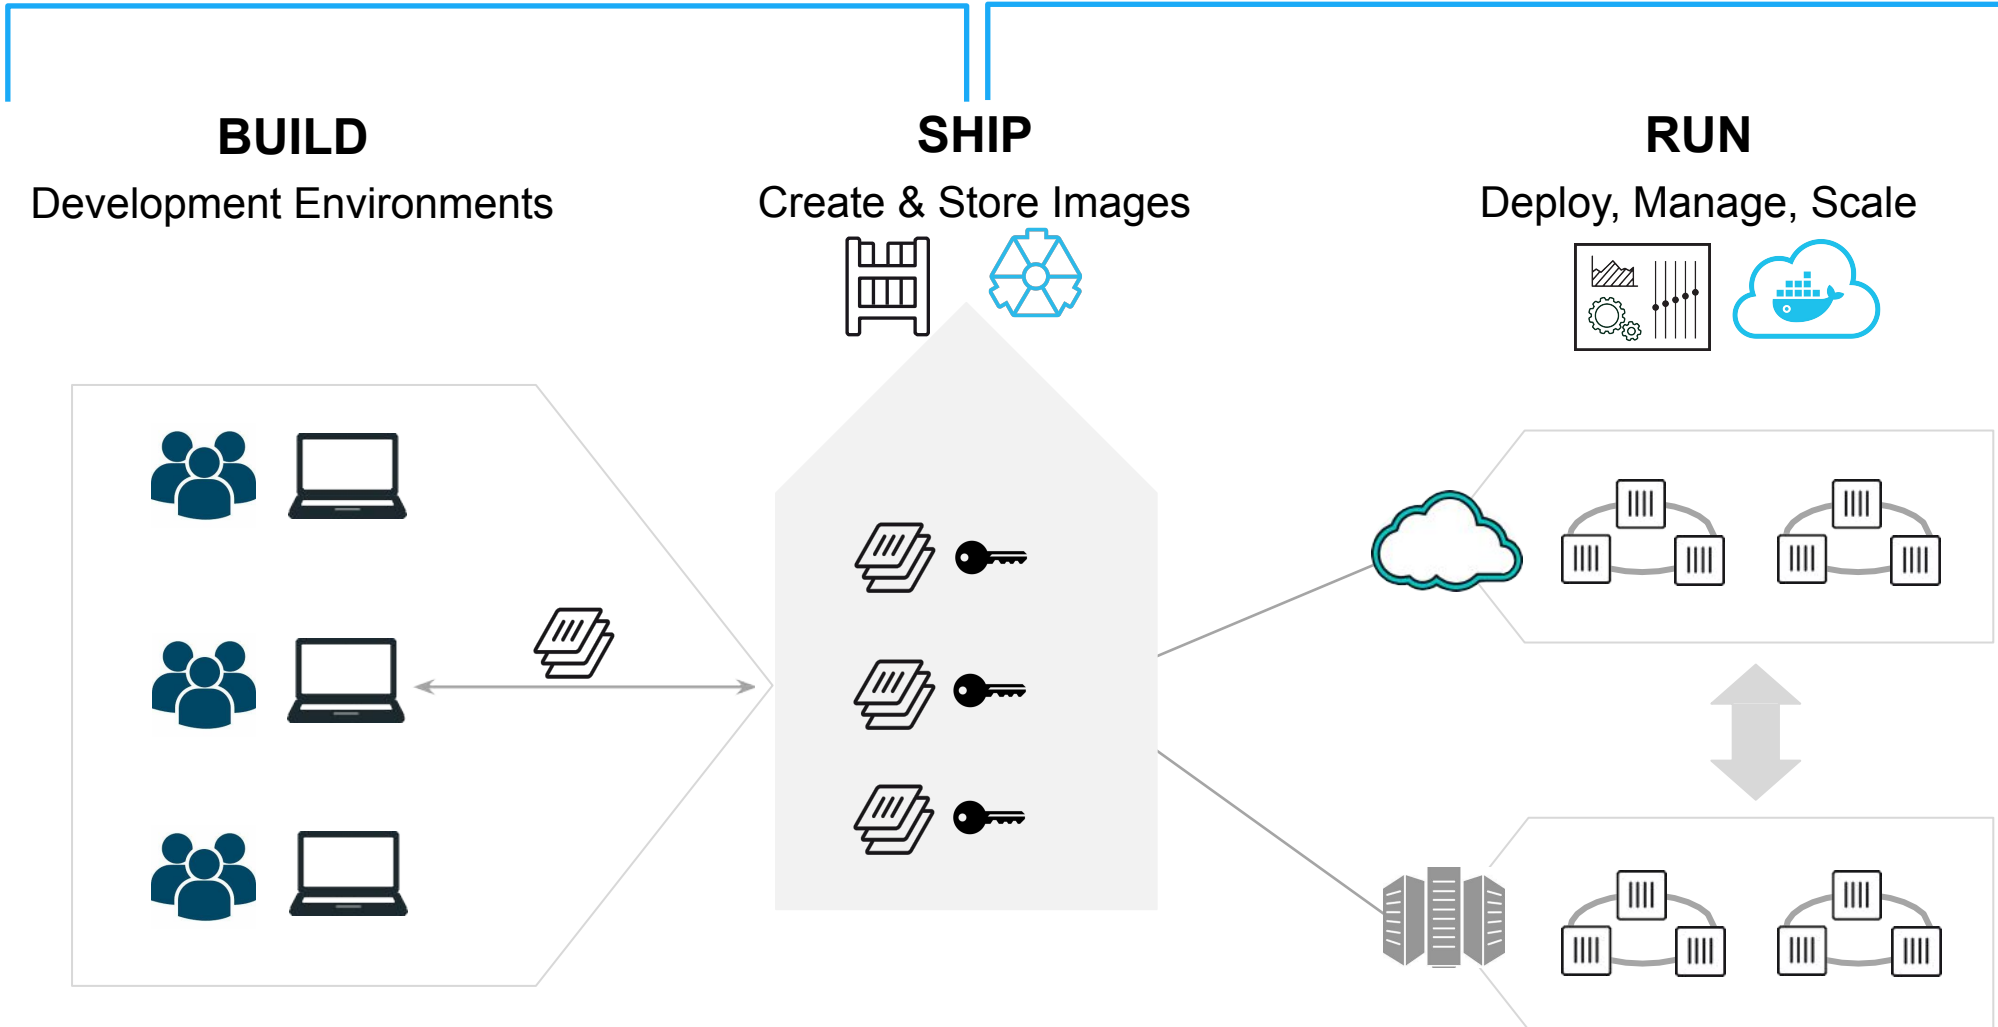 BUILD
Development Environments
SHIP
Create & Store Images
RUN
Deploy, Manage, Scale